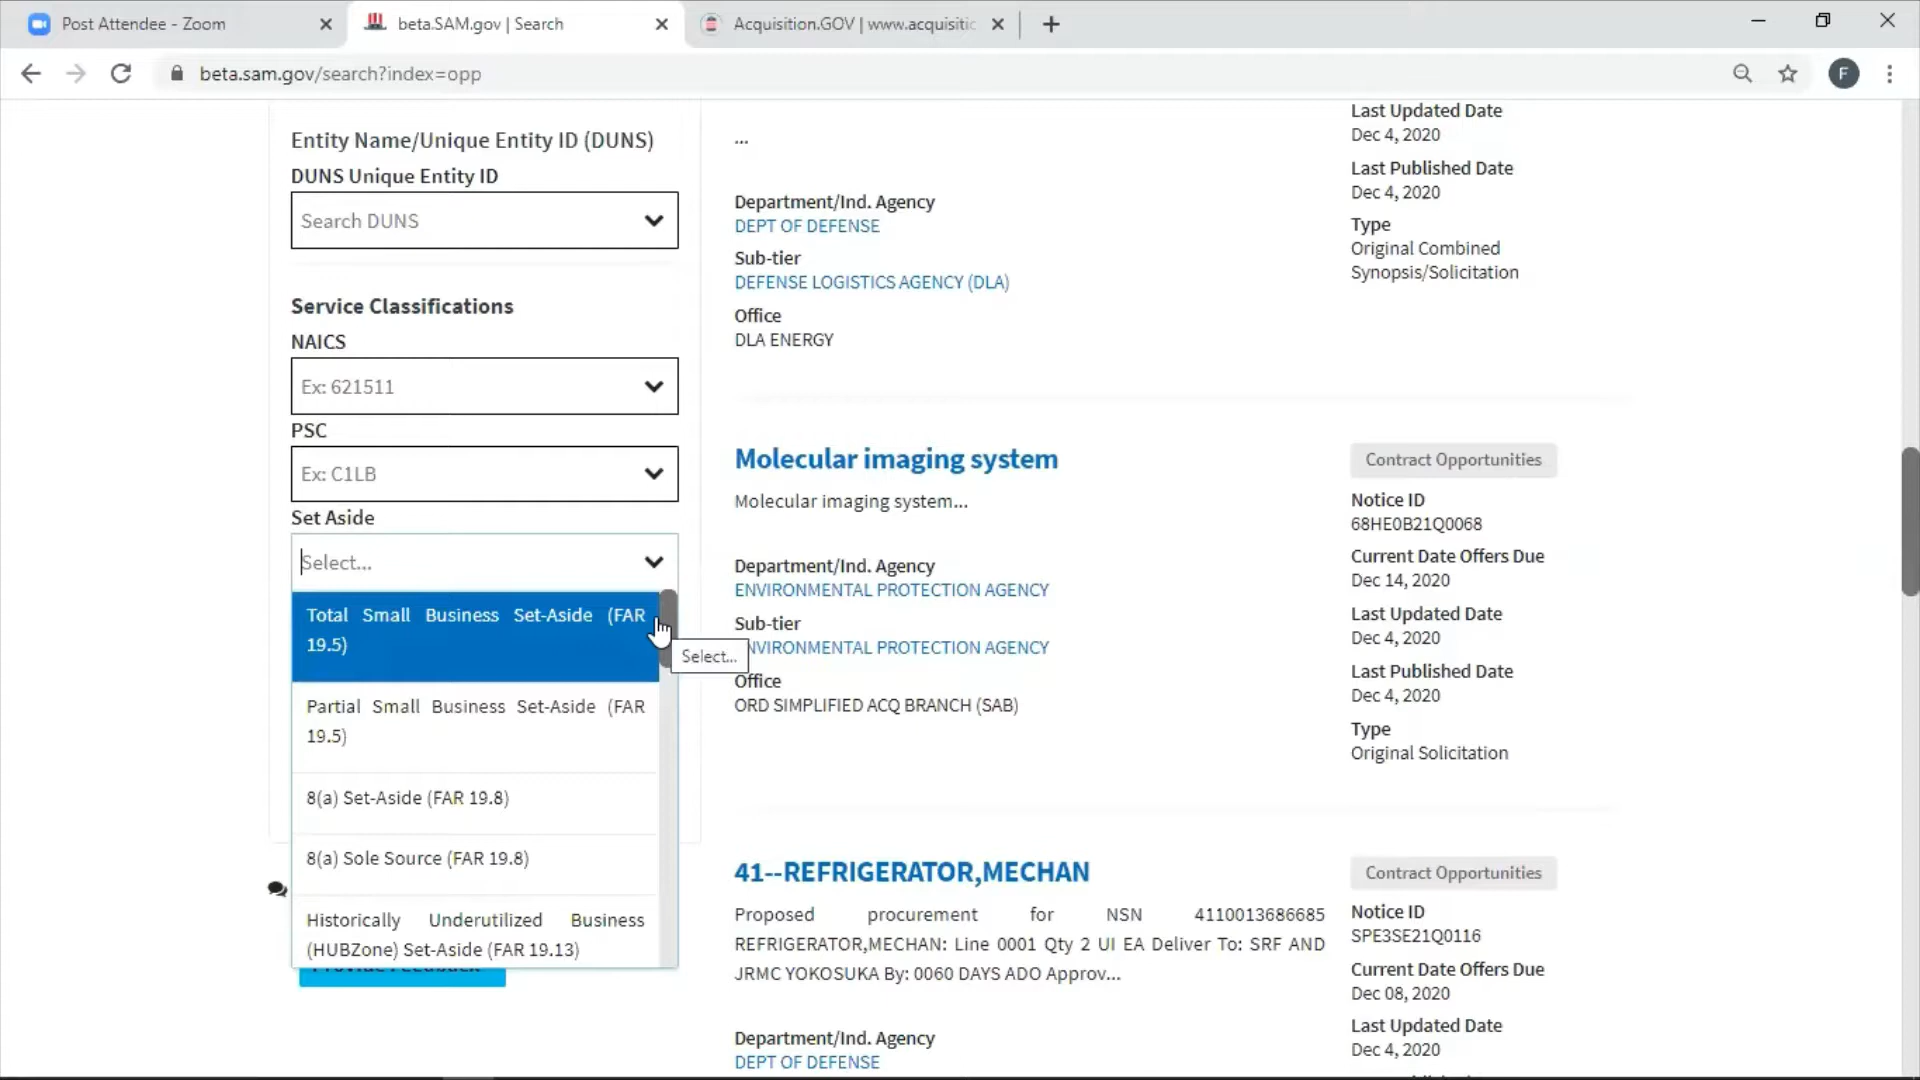 Post Attendee - Zoom
beta.SAM.gov | Search
Acquisition.GOV | www.acquisitic
beta.sam.gov/search?index=opp
F
Entity Name/Unique Entity ID (DUNS)
DUNS Unique Entity ID
Search DUNS
Service Classifications
NAICS
Ex: 621511
PSC
Ex: C1LB
Set Aside
Select...
Total Small Business Set-Aside (FAR
19.5)
Select...
Partial Small Business Set-Aside (FAR
19.5)
8(a) Set-Aside (FAR 19.8)
8(a) Sole Source (FAR 19.8)
Historically Underutilized Business
(HUBZone) Set-Aside (FAR 19.13)
Provide Feedback
...
Department/Ind. Agency
DEPT OF DEFENSE
Sub-tier
DEFENSE LOGISTICS AGENCY (DLA)
Office
DLA ENERGY
Last Updated Date
Dec 4, 2020
Last Published Date
Dec 4, 2020
Type
Original Combined
Synopsis/Solicitation
Molecular imaging system
Molecular imaging system...
Department/Ind. Agency
ENVIRONMENTAL PROTECTION AGENCY
Sub-tier
NVIRONMENTAL PROTECTION AGENCY
Office
ORD SIMPLIFIED ACQ BRANCH (SAB)
Contract Opportunities
Notice ID
68HE0B21Q0068
Current Date Offers Due
Dec 14, 2020
Last Updated Date
Dec 4, 2020
Last Published Date
Dec 4, 2020
Type
Original Solicitation
41--REFRIGERATOR,MECHAN
Proposed procurement for NSN 4110013686685
REFRIGERATOR,MECHAN: Line 0001 Qty 2 UI EA Deliver To: SRF AND
JRMC YOKOSUKA By: 0060 DAYS ADO Approv...
Department/Ind. Agency
DEPT OF DEFENSE
Contract Opportunities
Notice ID
SPE3SE21Q0116
Current Date Offers Due
Dec 08, 2020
Last Updated Date
Dec 4, 2020